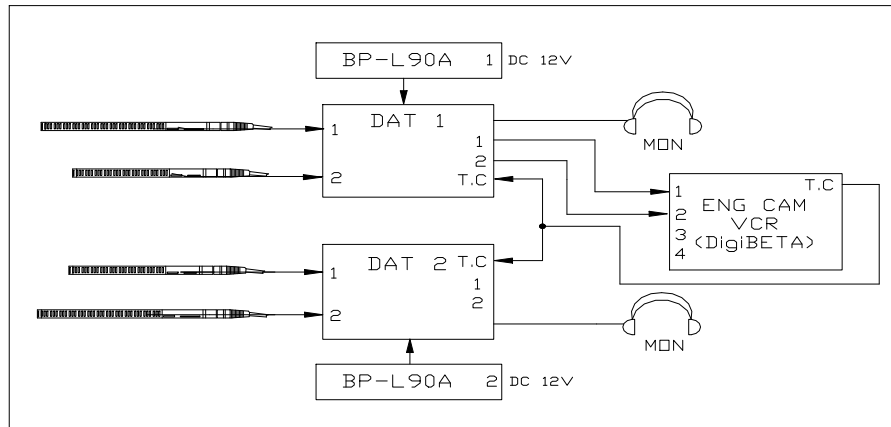 BP-L90A 1 DC 12V
DAT 1
1
2
1
2
T.C
MON
T.C
1
2
3
4
ENG CAM
VCR
(DigiBETA)
DAT 2 T.C
1
2
1
2
MON
BP-L90A 2 DC 12V